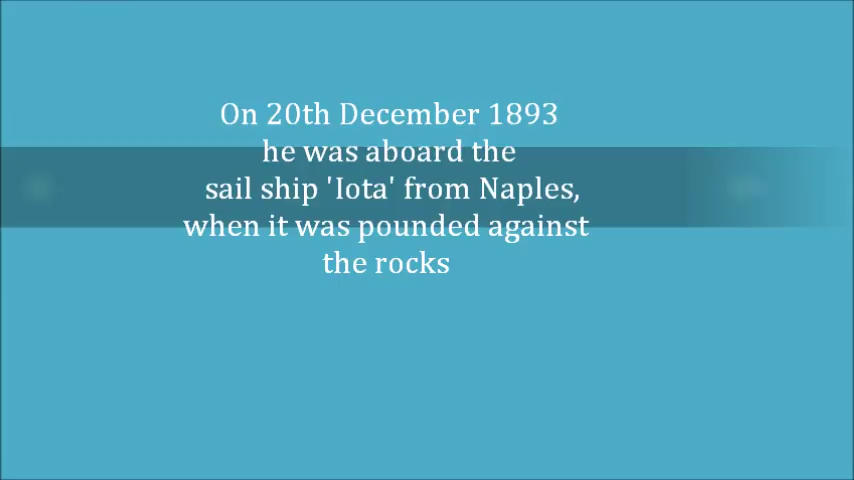 On 20th December 1893
he was aboard the
sail ship 'Iota' from Naples,
when it was pounded against
the rocks